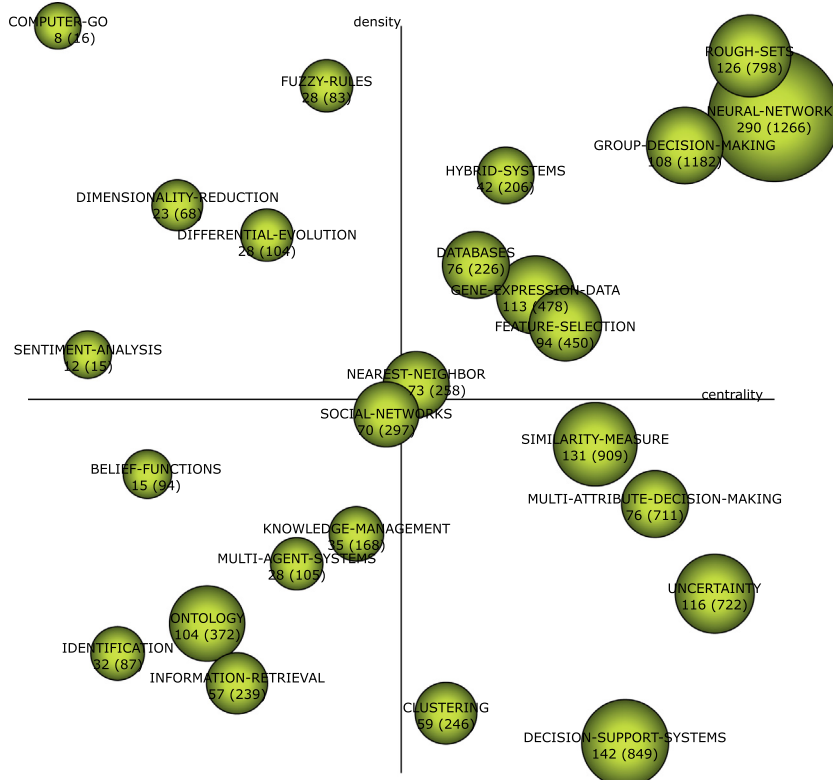 COMPUTER-GO
8 (16)
density
ROUGH-SETS
126 (798)
FUZZY-RULES
28 (83)
NEURAL-NETWORK
290 (1266)
GROUP-DECISION-MAKING
108 (1182)
HYBRID-SYSTEMS
42 (206)
DIMENSIONALITY-REDUCTION
23 (68)
DIFFERENTIAL-EVOLUTION
28 (104)
DATABASES
76 (226)
GENE-EXPRESSION-DATA
113 (478)
FEATURE-SELECTION
94 (450)
SENTIMENT-ANALYSIS
12 (15)
NEAREST-NEIGHBOR
73 (258)
centrality
SOCIAL-NETWORKS
70 (297)
SIMILARITY-MEASURE
131 (909)
BELIEF-FUNCTIONS
15 (94)
MULTI-ATTRIBUTE-DECISION-MAKING
76 (711)
KNOWLEDGE-MANAGEMENT
35 (168)
MULTI-AGENT-SYSTEMS
28 (105)
UNCERTAINTY
116 (722)
ONTOLOGY
104 (372)
IDENTIFICATION
32 (87)
INFORMATION-RETRIEVAL
57 (239)
CLUSTERING
59 (246)
DECISION-SUPPORT-SYSTEMS
142 (849)